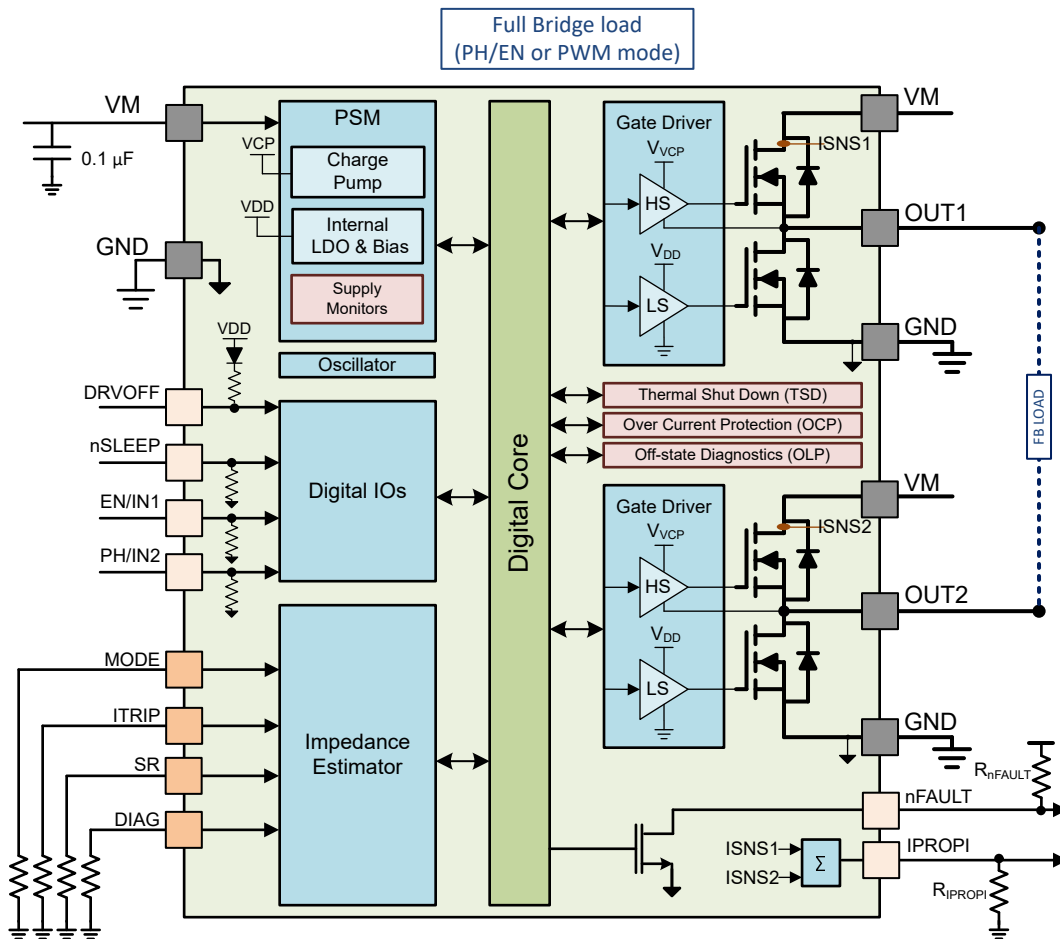 Full Bridge load
(PH/EN or PWM mode)
VM
0.1 µF
GND
PSM
VCP
Charge
Pump
VDD
Internal
LDO & Bias
Supply
Monitors
VDD
Oscillator
DRVOFF
nSLEEP
EN/IN1
PH/IN2
Digital IOs
MODE
ITRIP
SR
DIAG
Impedance
Estimator
Digital Core
Gate Driver
VVCP
HS
VDD
LS
ISNS1
VM
OUT1
GND
Thermal Shut Down (TSD)
Over Current Protection (OCP)
Off-state Diagnostics (OLP)
FB LOAD
Gate Driver
VVCP
HS
VDD
LS
ISNS2
VM
OUT2
GND
RnFAULT
nFAULT
ISNS1
ISNS2
Σ
IPROPI
RIPROPI